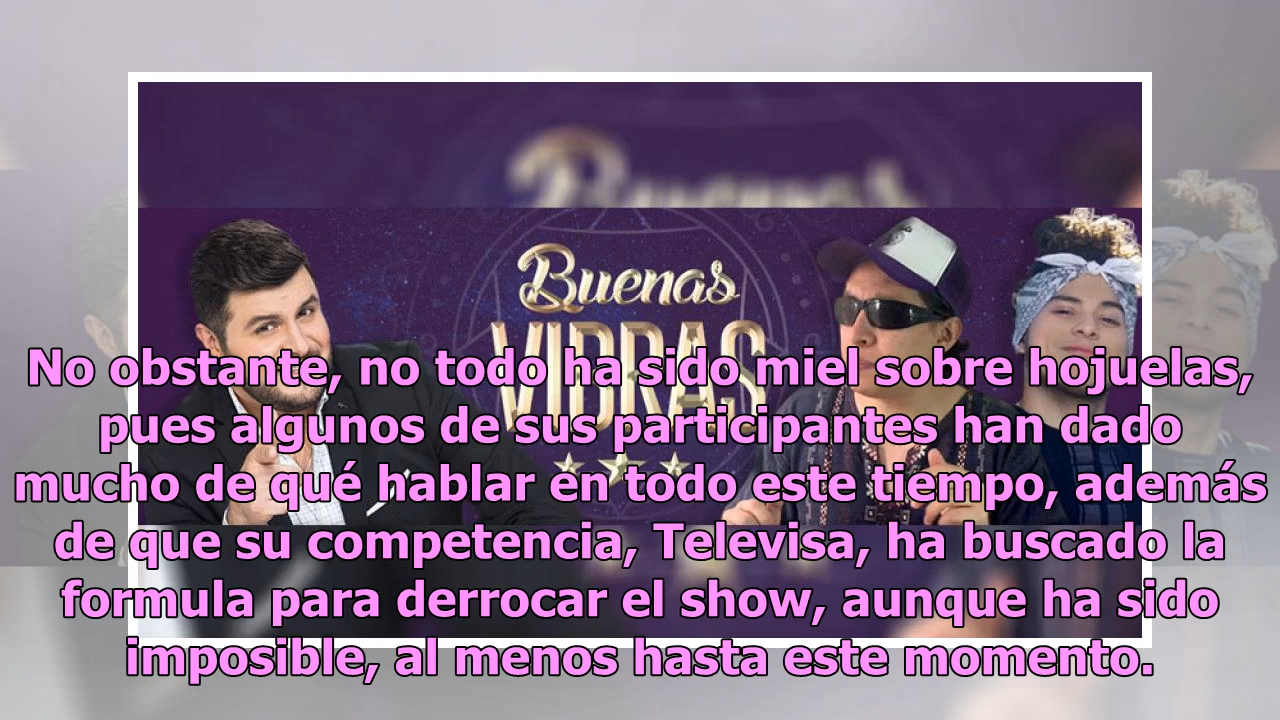 Buenas
VIBRAS
No obstante, no todo ha sido miel sobre hojuelas,
pues algunos de sus participantes han dado
mucho de qué hablar en todo este tiempo, además
de que su competencia, Televisa, ha buscado la
formula para derrocar el show, aunque ha sido
imposible, al menos hasta este momento.